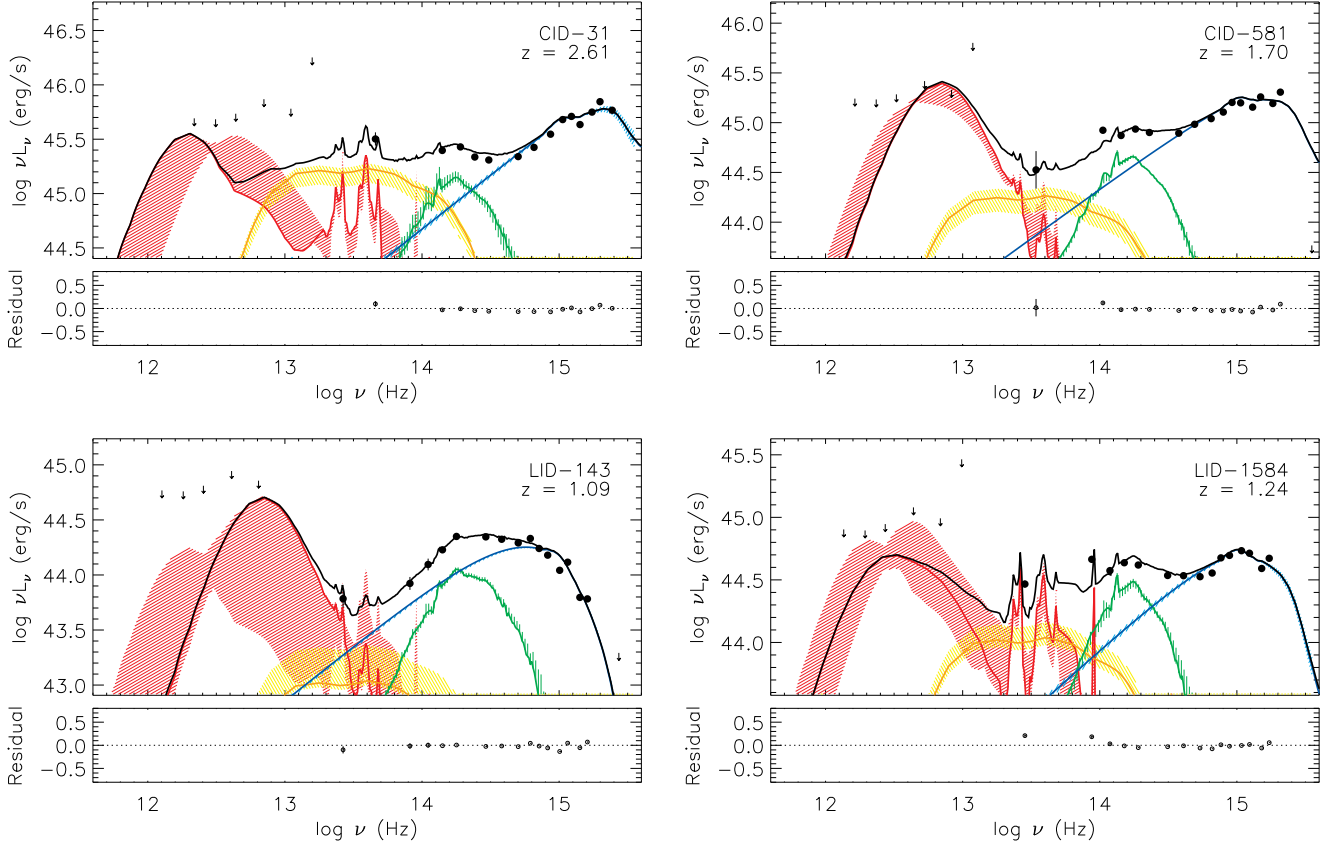 CID-31
z = 2.61
46.5
46.0
45.5
45.0
44.5
log νLν (erg/s)
0.5
0.0
−0.5
Residual
12 13 14 15
log ν (Hz)
CID-581
z = 1.70
46.0
45.5
45.0
44.5
44.0
log νLν (erg/s)
0.5
0.0
−0.5
Residual
12 13 14 15
log ν (Hz)
LID-143
z = 1.09
45.0
44.5
44.0
43.5
43.0
log νLν (erg/s)
0.5
0.0
−0.5
Residual
12 13 14 15
log ν (Hz)
LID-1584
z = 1.24
45.5
45.0
44.5
44.0
log νLν (erg/s)
0.5
0.0
−0.5
Residual
12 13 14 15
log ν (Hz)